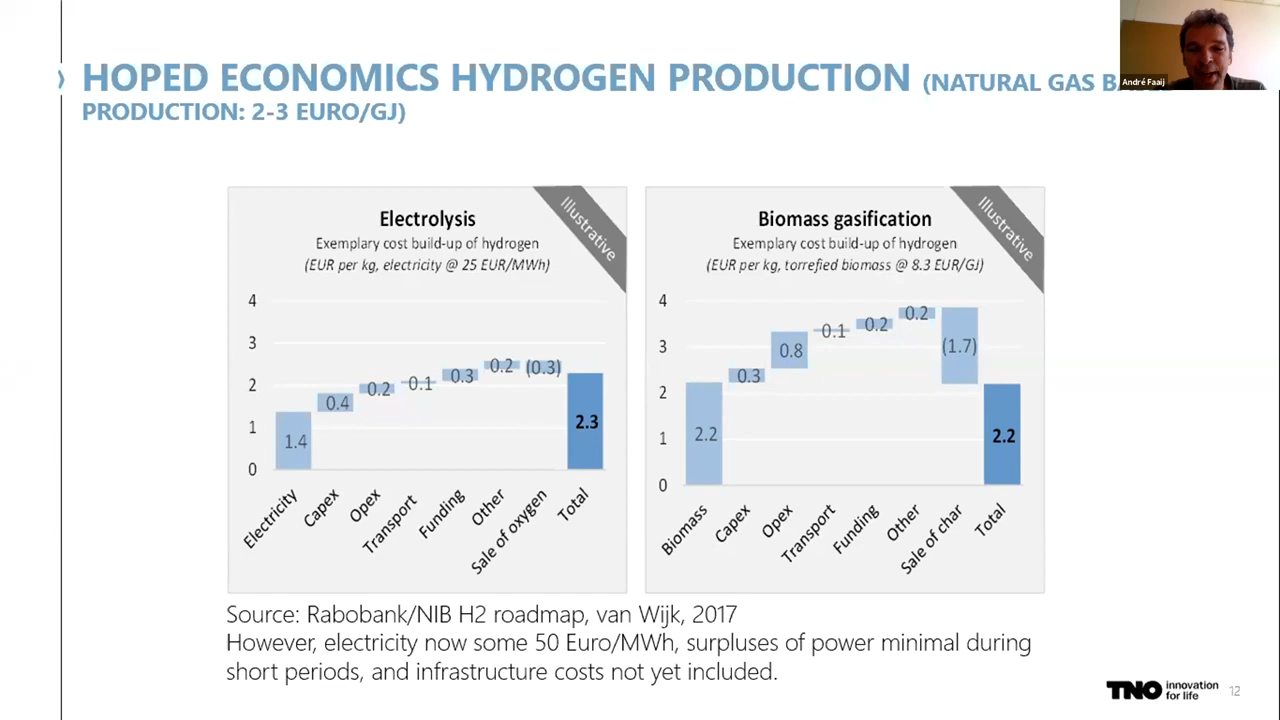 HOPED ECONOMICS HYDROGEN PRODUCTION (NATURAL GAS
PRODUCTION: 2-3 EURO/GJ)
André Faaij
Electrolysis
Exemplary cost build-up of hydrogen
(EUR per kg, electricity @ 25 EUR/MWh)
Illustrative
4
3
2
1
0
1.4
0.4
0.2
0.1
0.3
0.2
(0.3)
2.3
Electricity
Capex
Opex
Transport
Funding
Other
Sale of oxygen
Total
Biomass gasification
Exemplary cost build-up of hydrogen
(EUR per kg, torrefied biomass @ 8.3 EUR/GJ)
Illustrative
4
3
2
1
0
2.2
0.3
0.8
0.1
0.2
0.2
(1.7)
2.2
Biomass
Capex
Opex
Transport
Funding
Other
Sale of char
Total
Source: Rabobank/NIB H2 roadmap, van Wijk, 2017
However, electricity now some 50 Euro/MWh, surpluses of power minimal during
short periods, and infrastructure costs not yet included.
TNO innovation
for life
12